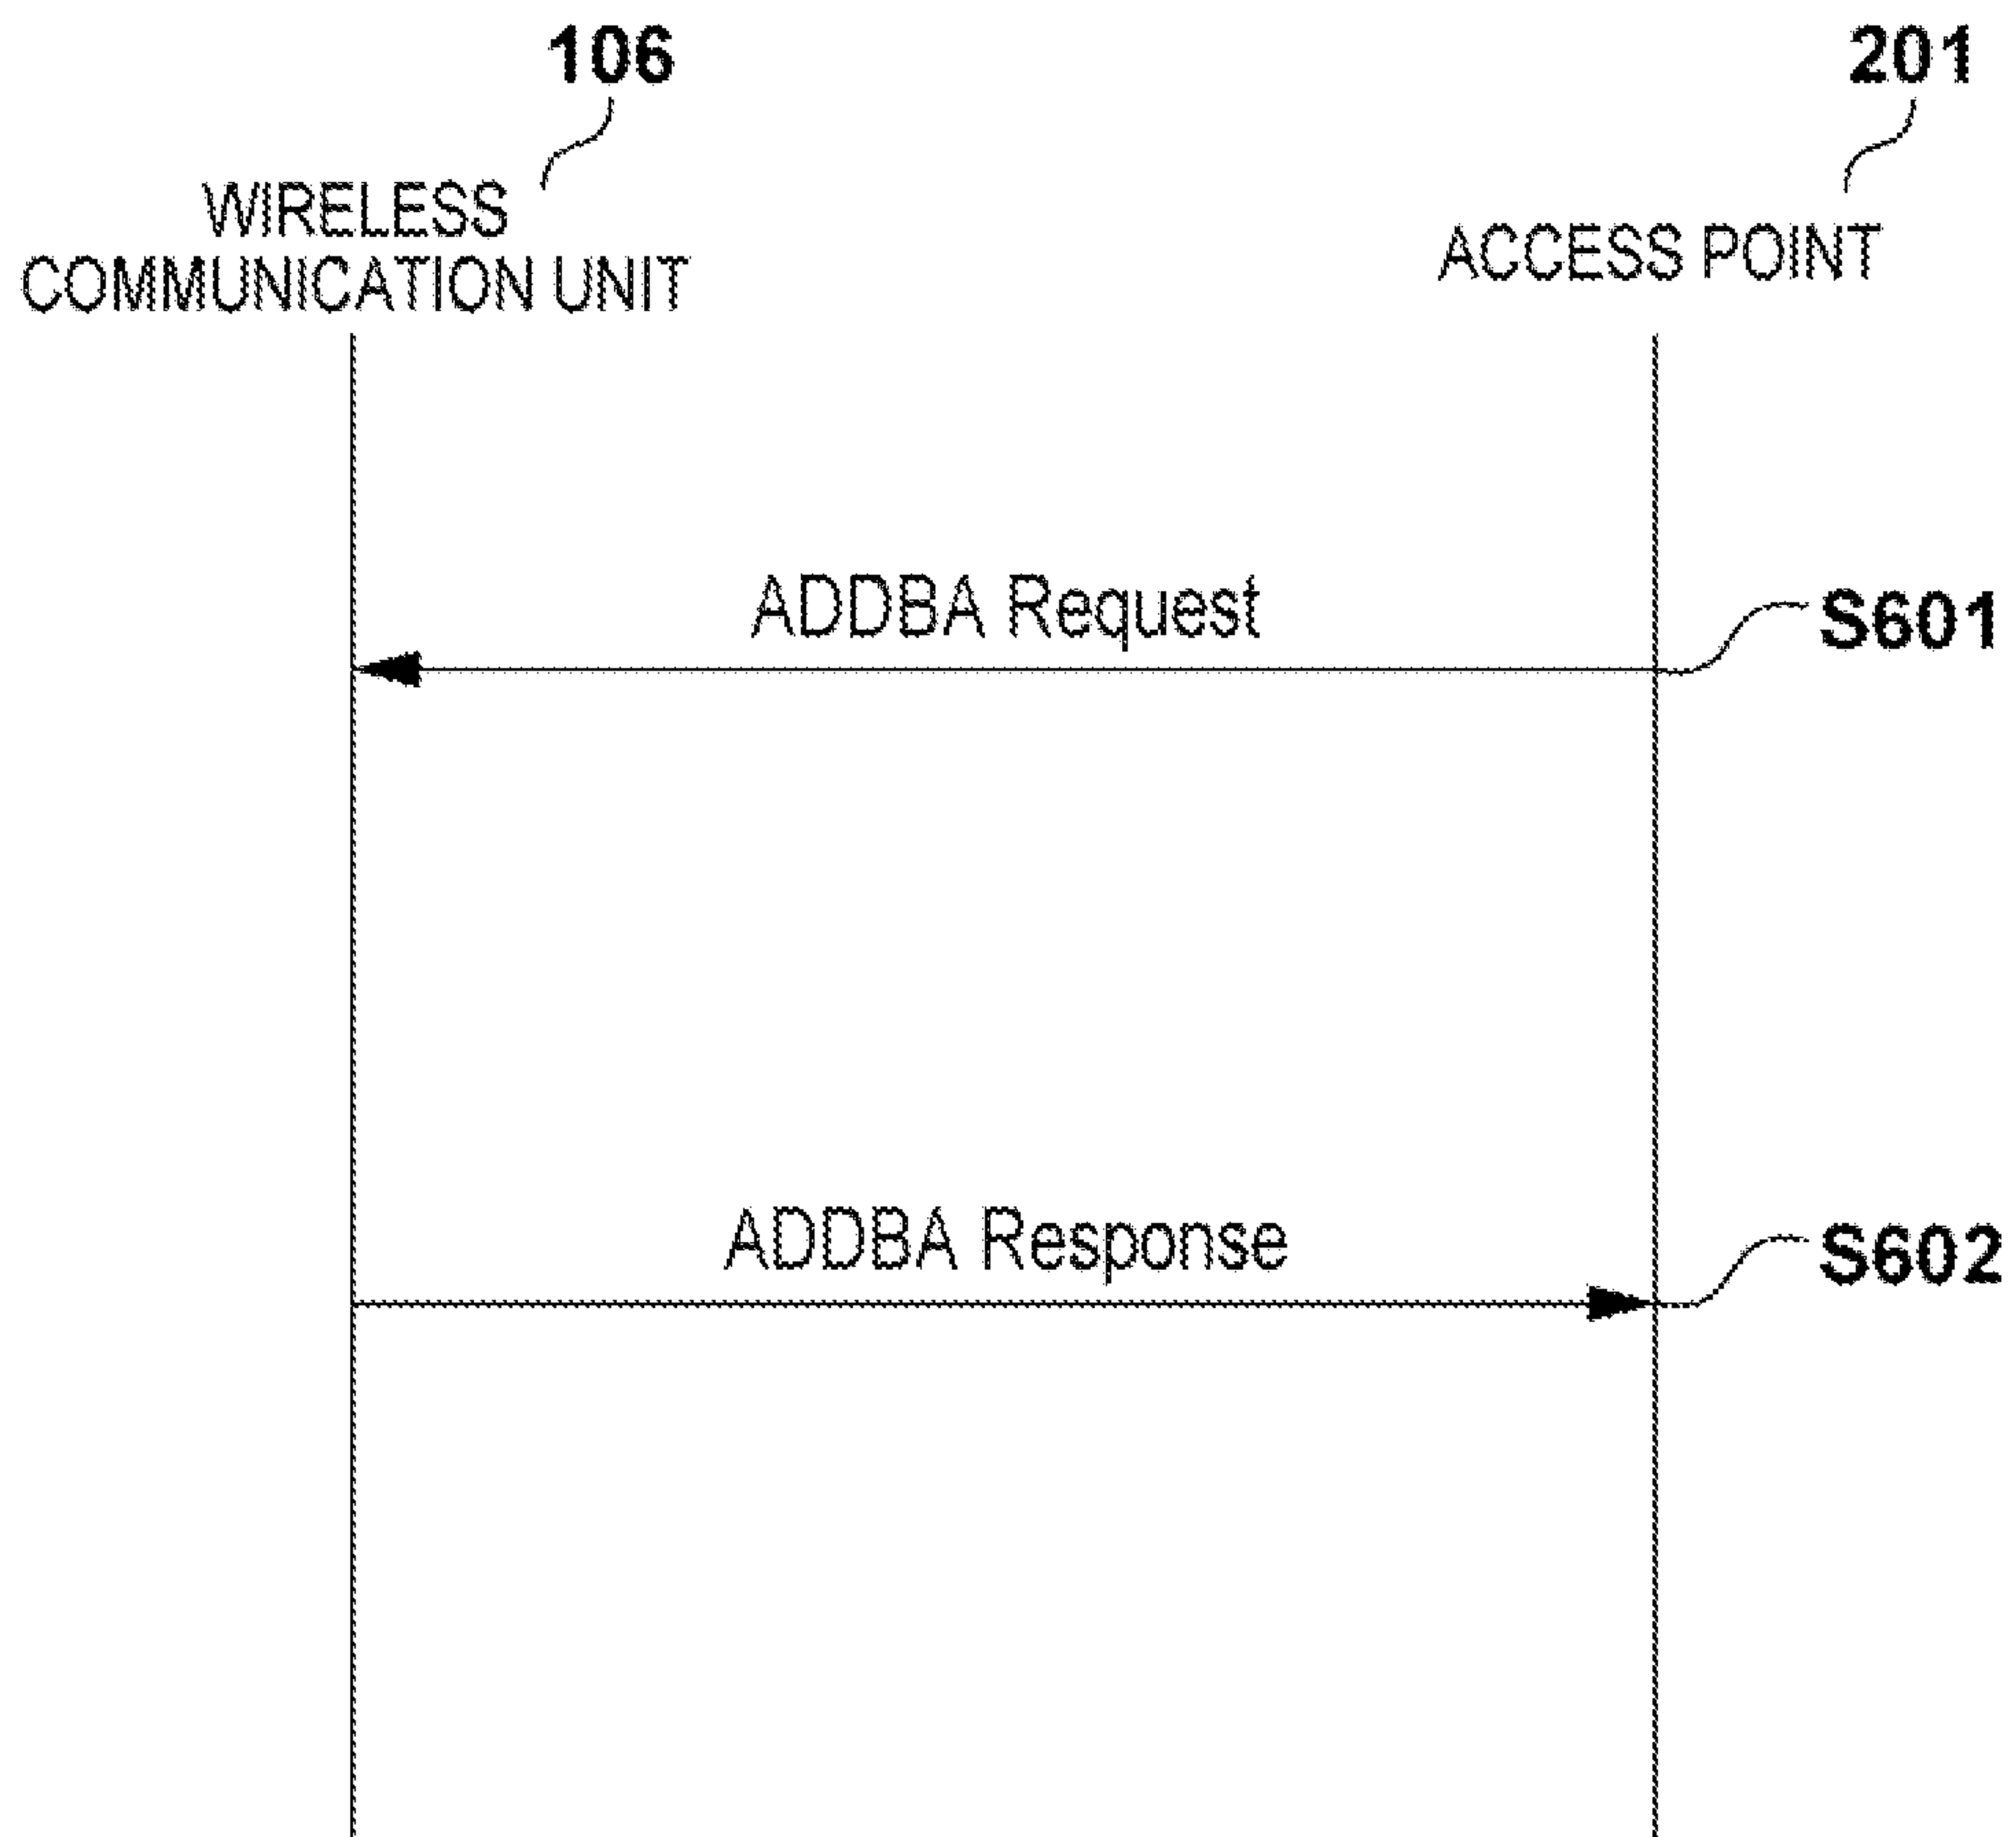 106
201
WIRELESS
COMMUNICATION UNIT
ACCESS POINT
ADDBA Request
S601
ADDBA Response
S602